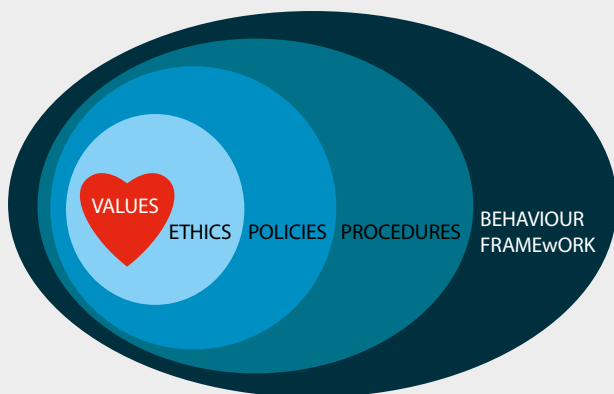 VALUES
ETHICS
POLICIES
PROCEDURES
BEHAVIOUR
FRAMEwORK